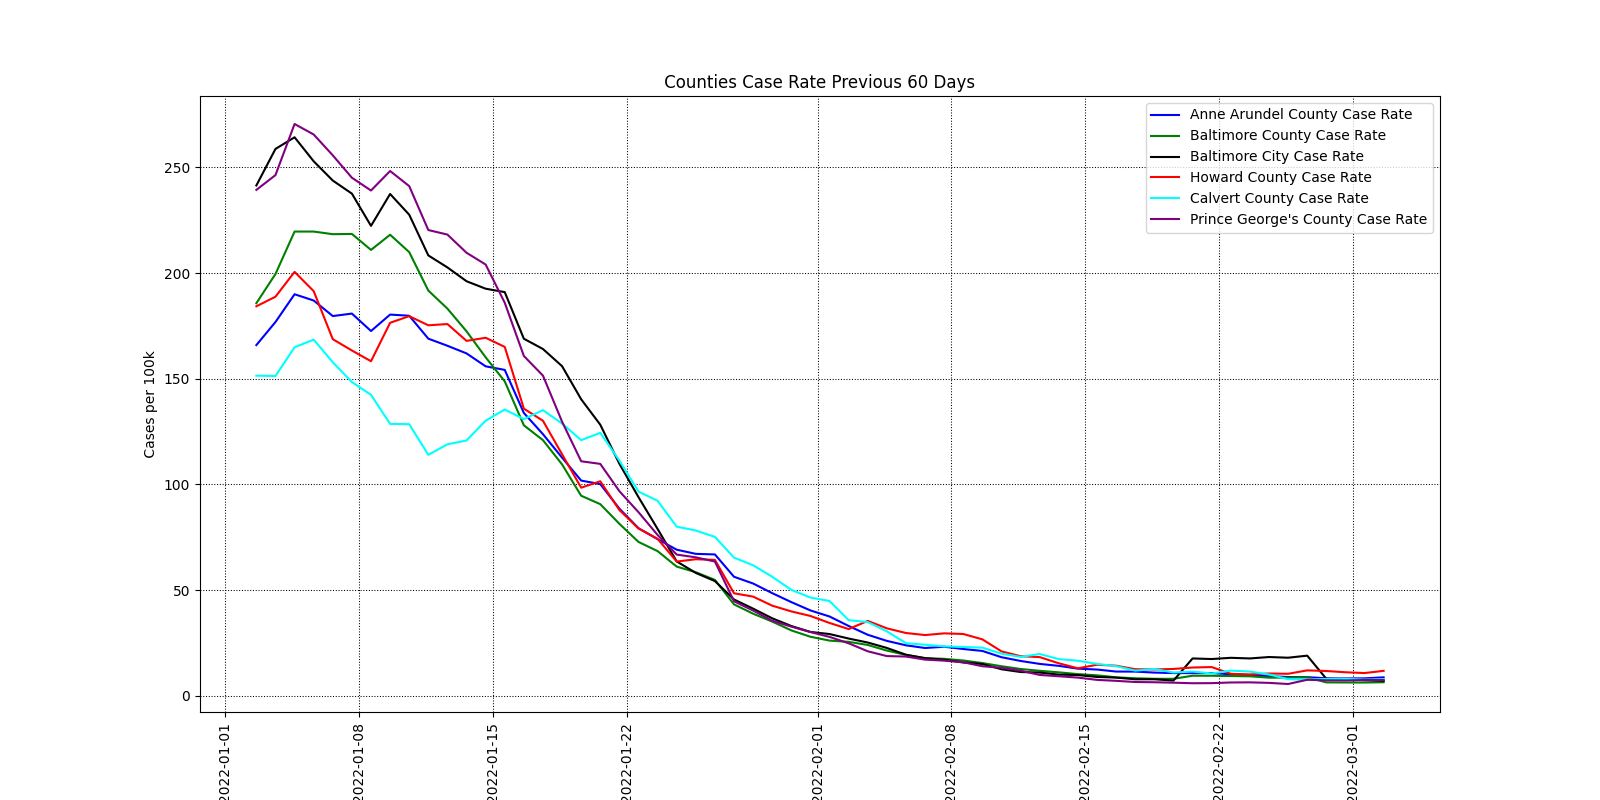 Counties Case Rate Previous 60 Days
Cases per 100k
250
200
150
100
50
0
Anne Arundel County Case Rate
Baltimore County Case Rate
Baltimore City Case Rate
Howard County Case Rate
Calvert County Case Rate
Prince George's County Case Rate
2022-01-01
2022-01-08
2022-01-15
2022-01-22
2022-02-01
2022-02-08
2022-02-15
2022-02-22
2022-03-01